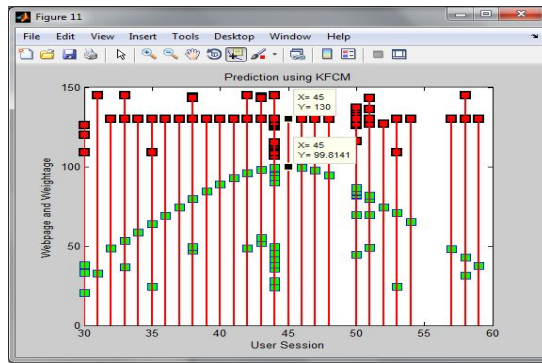 Figure 11
File Edit View Insert Tools Desktop Window Help
Prediction using KFCM
150
100
50
0
Webpage and Weightage
X= 45
Y= 130
X= 45
Y= 99.8141
30 35 40 45 50 55 60
User Session